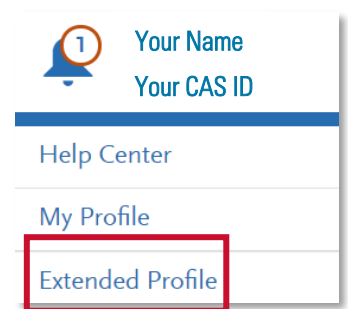 1
Your Name
Your CAS ID
Help Center
My Profile
Extended Profile